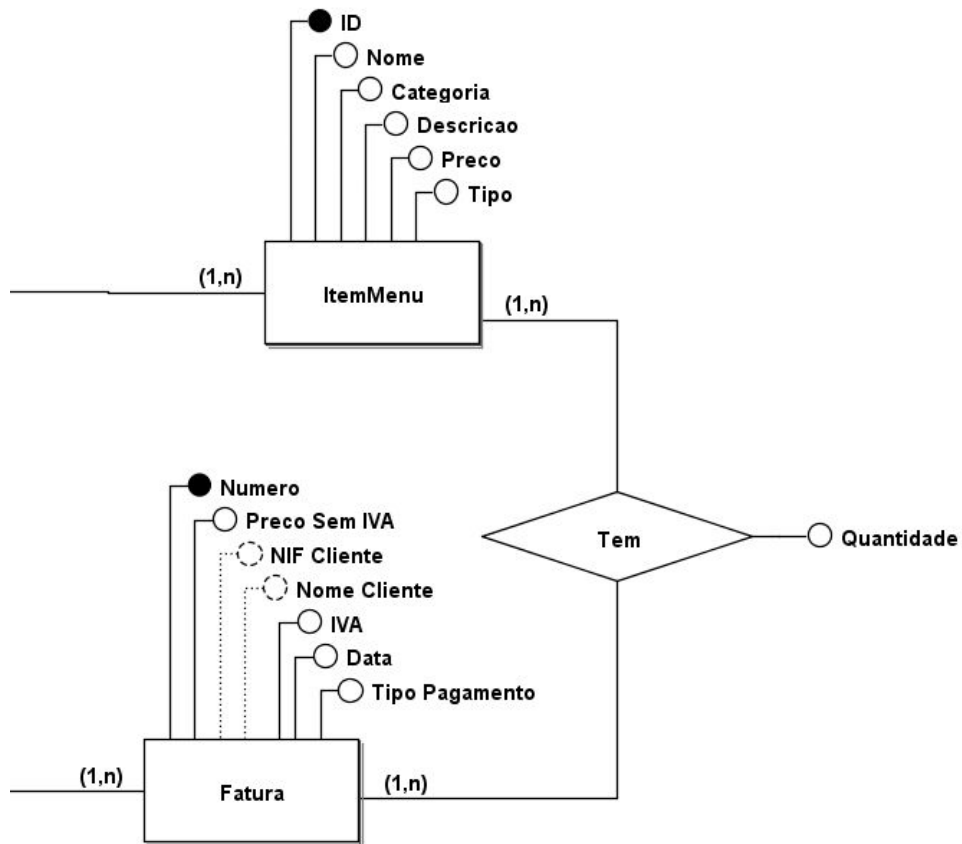 ID
Nome
Categoria
Descricao
Preco
Tipo
(1,n)
ItemMenu
(1,n)
Numero
Preco Sem IVA
NIF Cliente
Nome Cliente
IVA
Data
Tipo Pagamento
Tem
Quantidade
(1,n)
Fatura
(1,n)